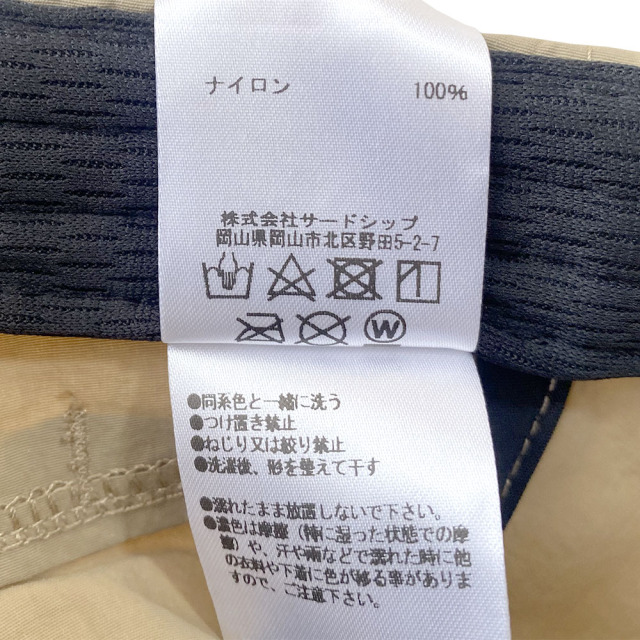 ナイロン 100%
株式会社サードシップ
岡山県岡山市北区野田5-2-7
W
●同系色と一緒に洗う
●つけ置き禁止
●ねじり又は絞り禁止
●洗濯後、形を整えて干す
●濡れたまま放置しないで下さい。
●濃色は摩擦（特に湿った状態での摩
擦）や、汗や雨などで濡れた時に他
の衣料や下着に色が移る事がありま
すので、ご注意下さい。